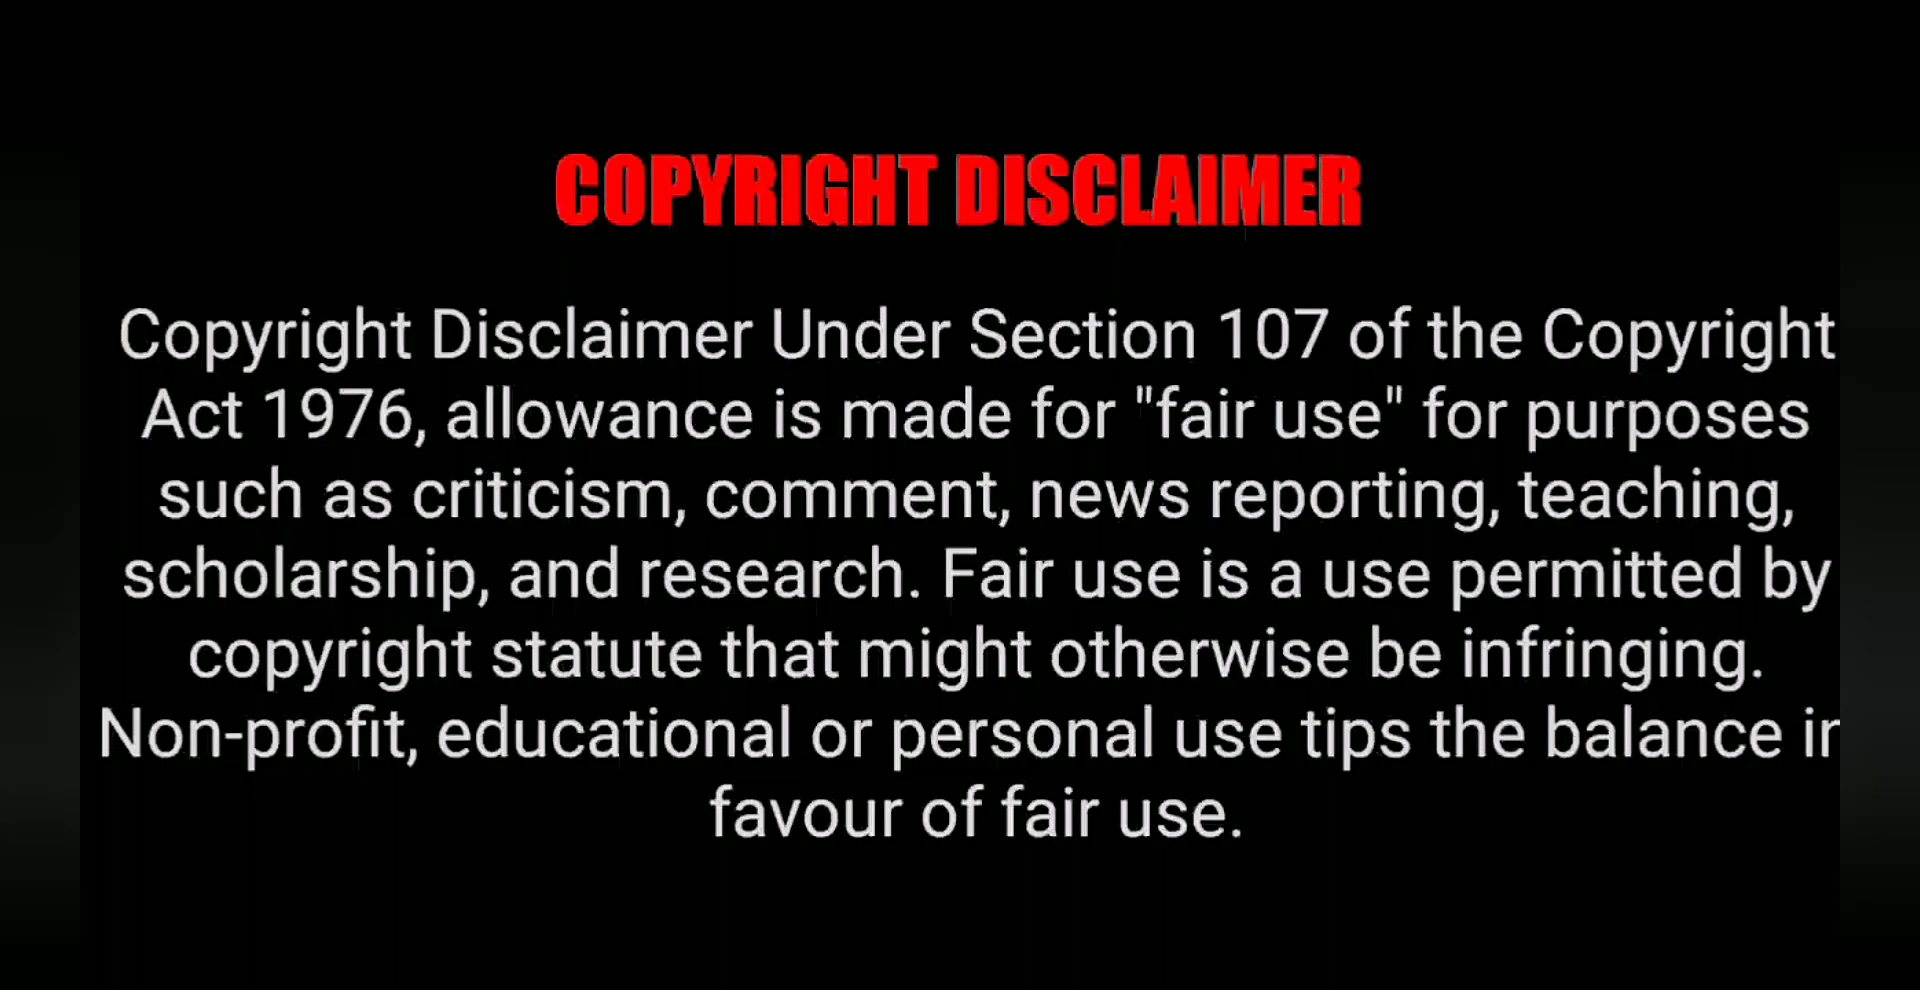 COPYRIGHT DISCLAIMER
Copyright Disclaimer Under Section 107 of the Copyright
Act 1976, allowance is made for "fair use" for purposes
such as criticism, comment, news reporting, teaching,
scholarship, and research. Fair use is a use permitted by
copyright statute that might otherwise be infringing.
Non-profit, educational or personal use tips the balance in
favour of fair use.